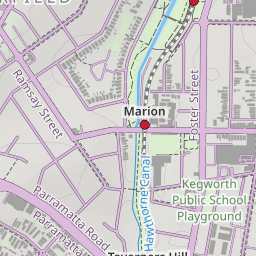 Marion
Ramsay Street
Foster Street
Hawthorne Canal
Kegworth
Public School
Playground
Parramatta Road
Parramatta
Taverners Hill